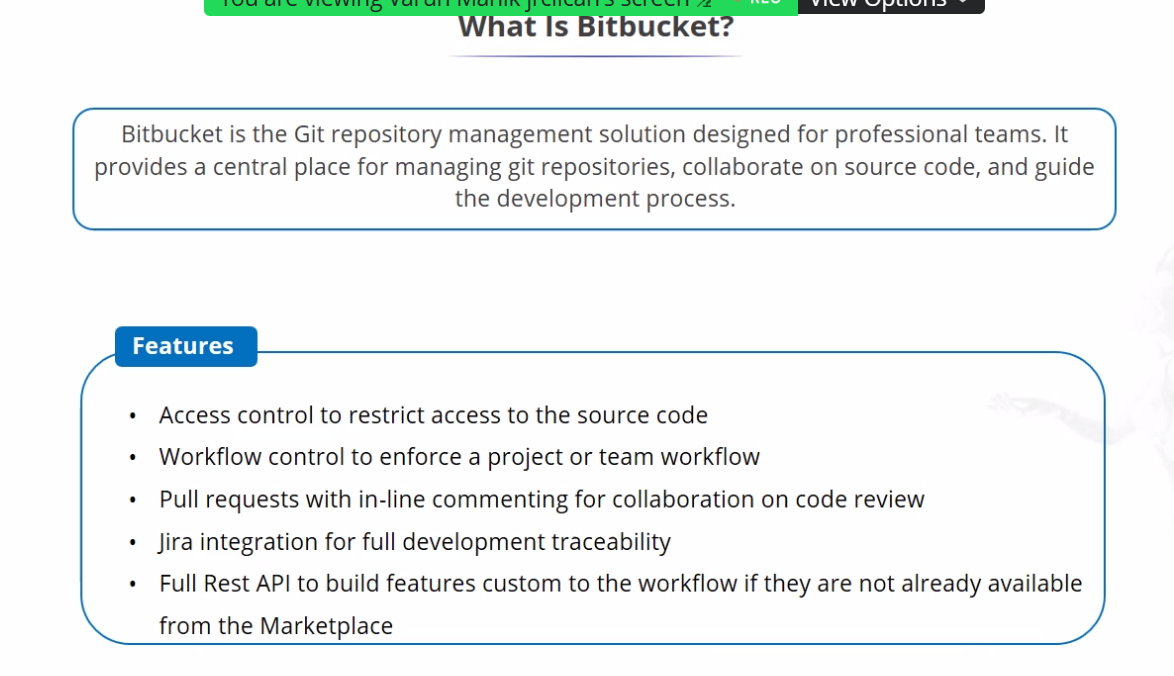 You are viewing Varun Manik's screen
REC
View Options
What Is Bitbucket?
Bitbucket is the Git repository management solution designed for professional teams. It
provides a central place for managing git repositories, collaborate on source code, and guide
the development process.
Features
• Access control to restrict access to the source code
• Workflow control to enforce a project or team workflow
• Pull requests with in-line commenting for collaboration on code review
• Jira integration for full development traceability
• Full Rest API to build features custom to the workflow if they are not already available
from the Marketplace